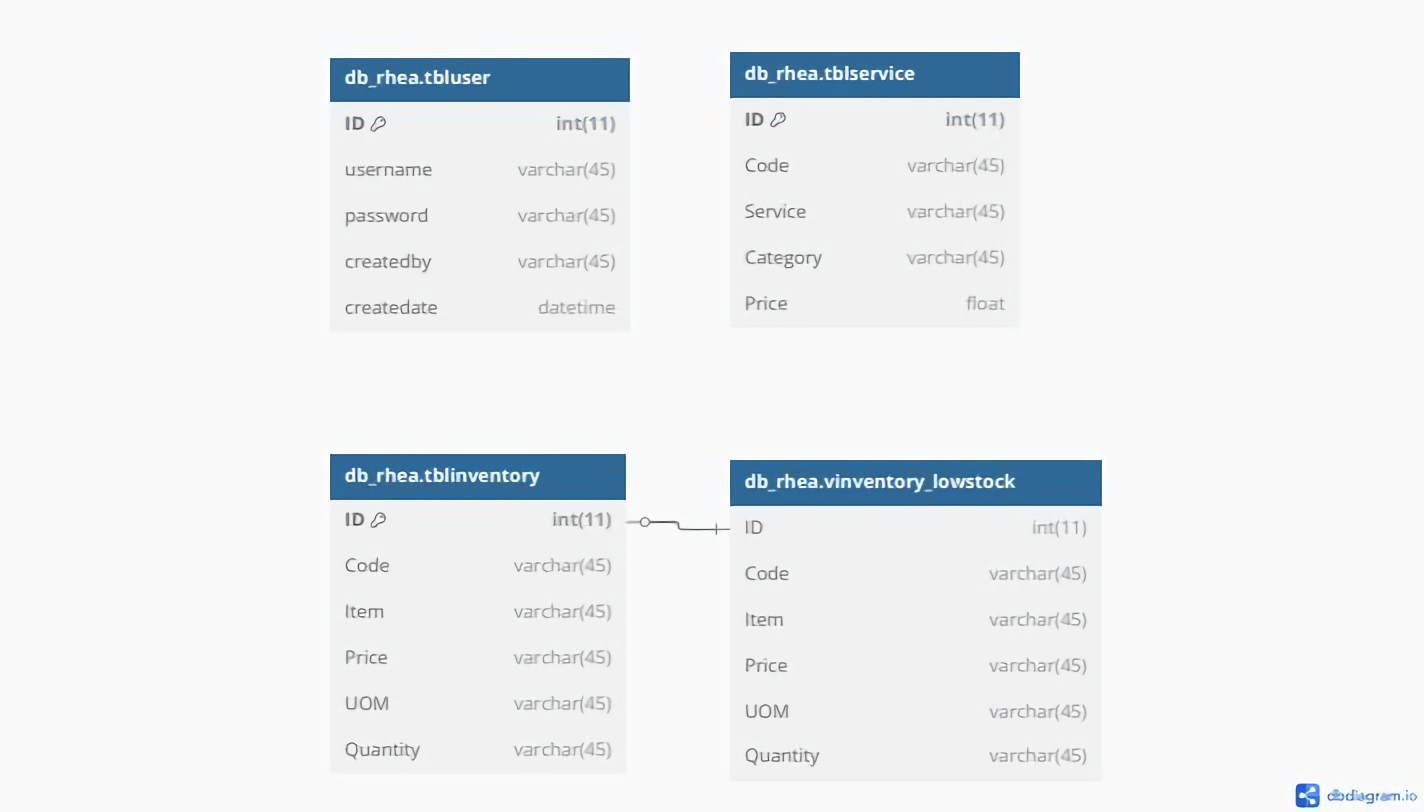 db_rhea.tbluser
ID int(11)
username varchar(45)
password varchar(45)
createdby varchar(45)
createdate datetime
db_rhea.tblservice
ID int(11)
Code varchar(45)
Service varchar(45)
Category varchar(45)
Price float
db_rhea.tblinventory
ID int(11)
Code varchar(45)
Item varchar(45)
Price varchar(45)
UOM varchar(45)
Quantity varchar(45)
db_rhea.vinventory_lowstock
ID int(11)
Code varchar(45)
Item varchar(45)
Price varchar(45)
UOM varchar(45)
Quantity varchar(45)
dbdiagram.io